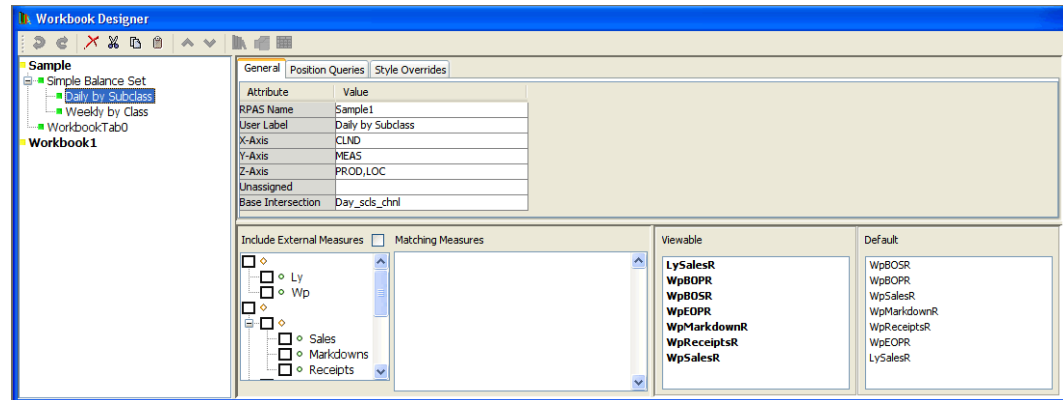 Workbook Designer
Sample
Simple Balance Set
Daily by Subclass
Weekly by Class
WorkbookTab0
Workbook1
General Position Queries Style Overrides
Attribute Value
RPAS Name Sample1
User Label Daily by Subclass
X-Axis CLND
Y-Axis MEAS
Z-Axis PROD,LOC
Unassigned
Base Intersection Day_scls_chnl
Include External Measures Matching Measures
Ly
Wp
Sales
Markdowns
Receipts
Viewable
LySalesR
WpBOPR
WpBOSR
WpEOPR
WpMarkdownR
WpReceiptsR
WpSalesR
Default
WpBOSR
WpBOPR
WpSalesR
WpMarkdownR
WpReceiptsR
WpEOPR
LySalesR